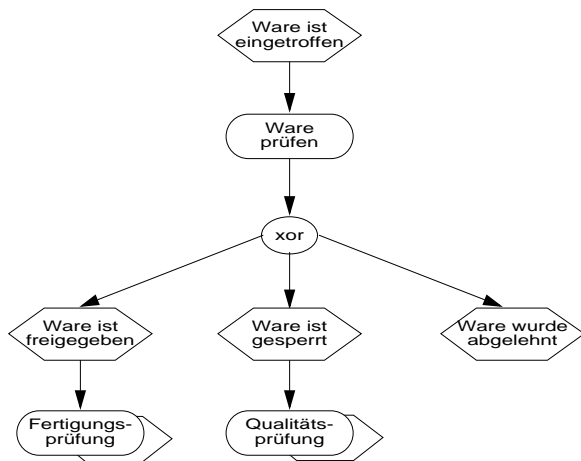 Ware ist
eingetroffen
Ware
prüfen
xor
Ware ist
freigegeben
Ware ist
gesperrt
Ware wurde
abgelehnt
Fertigungs-
prüfung
Qualitäts-
prüfung